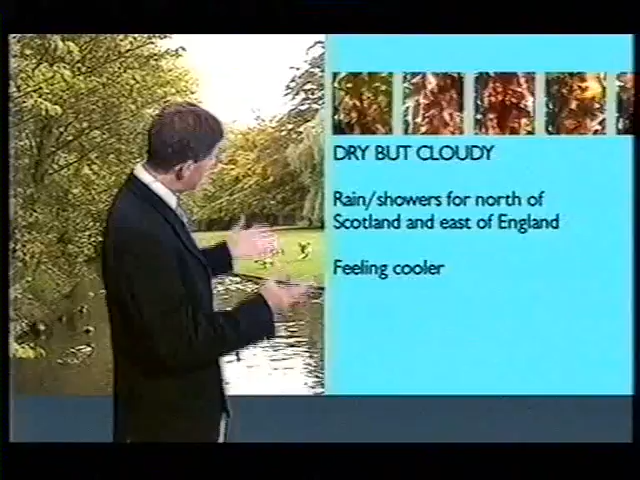 DRY BUT CLOUDY
Rain/showers for north of
Scotland and east of England
Feeling cooler